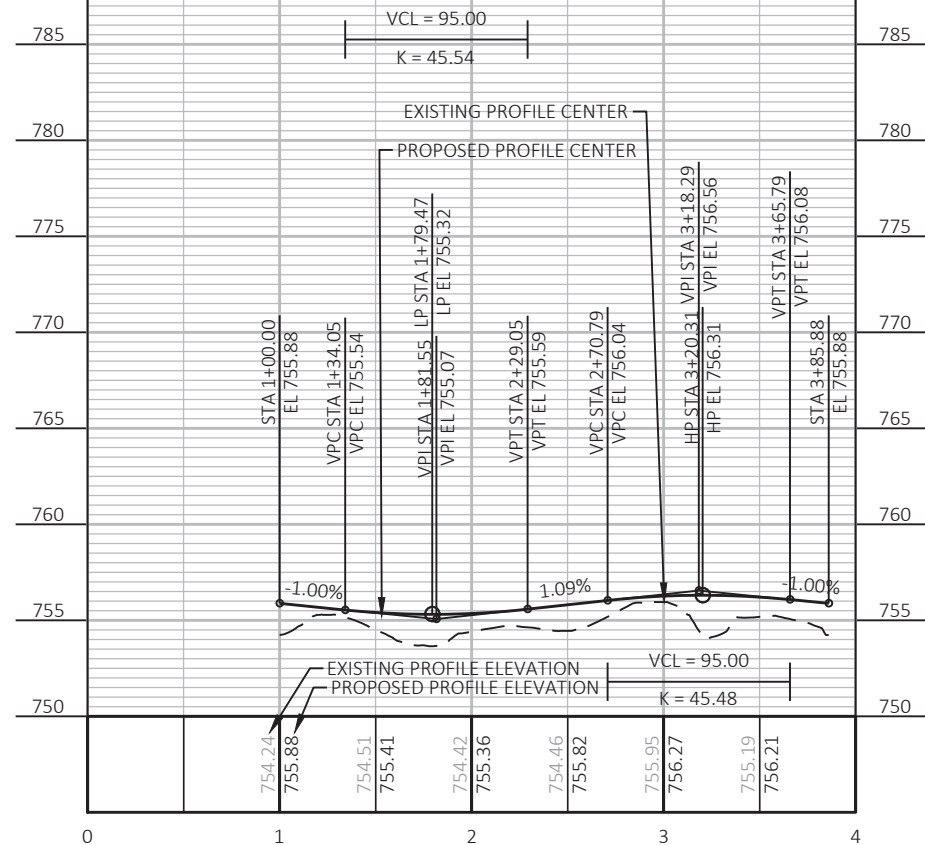 VCL = 95.00
785
785
K = 45.54
EXISTING PROFILE CENTER
780
780
PROPOSED PROFILE CENTER
775
775
770
770
STA 1+00.00
EL 755.88
VPC STA 1+34.05
VPC EL 755.54
VPI STA 1+81.55
VPI EL 755.07
LP STA 1+79.47
LP EL 755.32
VPT STA 2+29.05
VPT EL 755.59
VPC STA 2+70.79
VPC EL 756.04
HP STA 3+20.31
HP EL 756.31
VPI STA 3+18.29
VPI EL 756.56
VPT STA 3+65.79
VPT EL 756.08
STA 3+85.88
EL 755.88
765
765
760
760
-1.00%
1.09%
-1.00%
755
755
EXISTING PROFILE ELEVATION
PROPOSED PROFILE ELEVATION
VCL = 95.00
K = 45.48
750
750
754.24
755.88
754.51
755.41
754.42
755.36
754.46
755.82
755.95
756.27
755.19
756.21
0
1
2
3
4